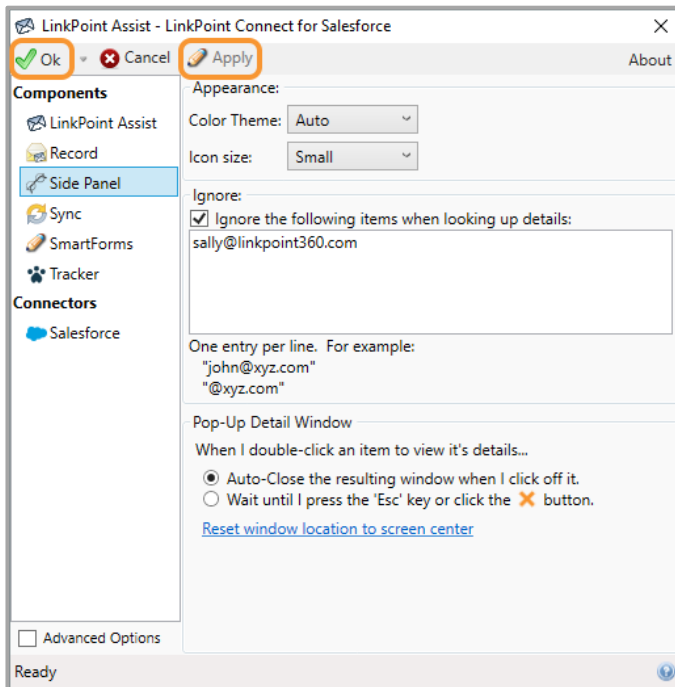 LinkPoint Assist - LinkPoint Connect for Salesforce
Ok Cancel Apply About
Components
LinkPoint Assist
Record
Side Panel
Sync
SmartForms
Tracker
Connectors
Salesforce
Advanced Options
Appearance:
Color Theme: Auto
Icon size: Small
Ignore:
Ignore the following items when looking up details:
sally@linkpoint360.com
One entry per line. For example:
"john@xyz.com"
"@xyz.com"
Pop-Up Detail Window
When I double-click an item to view it's details...
Auto-Close the resulting window when I click off it.
Wait until I press the 'Esc' key or click the button.
Reset window location to screen center
Ready